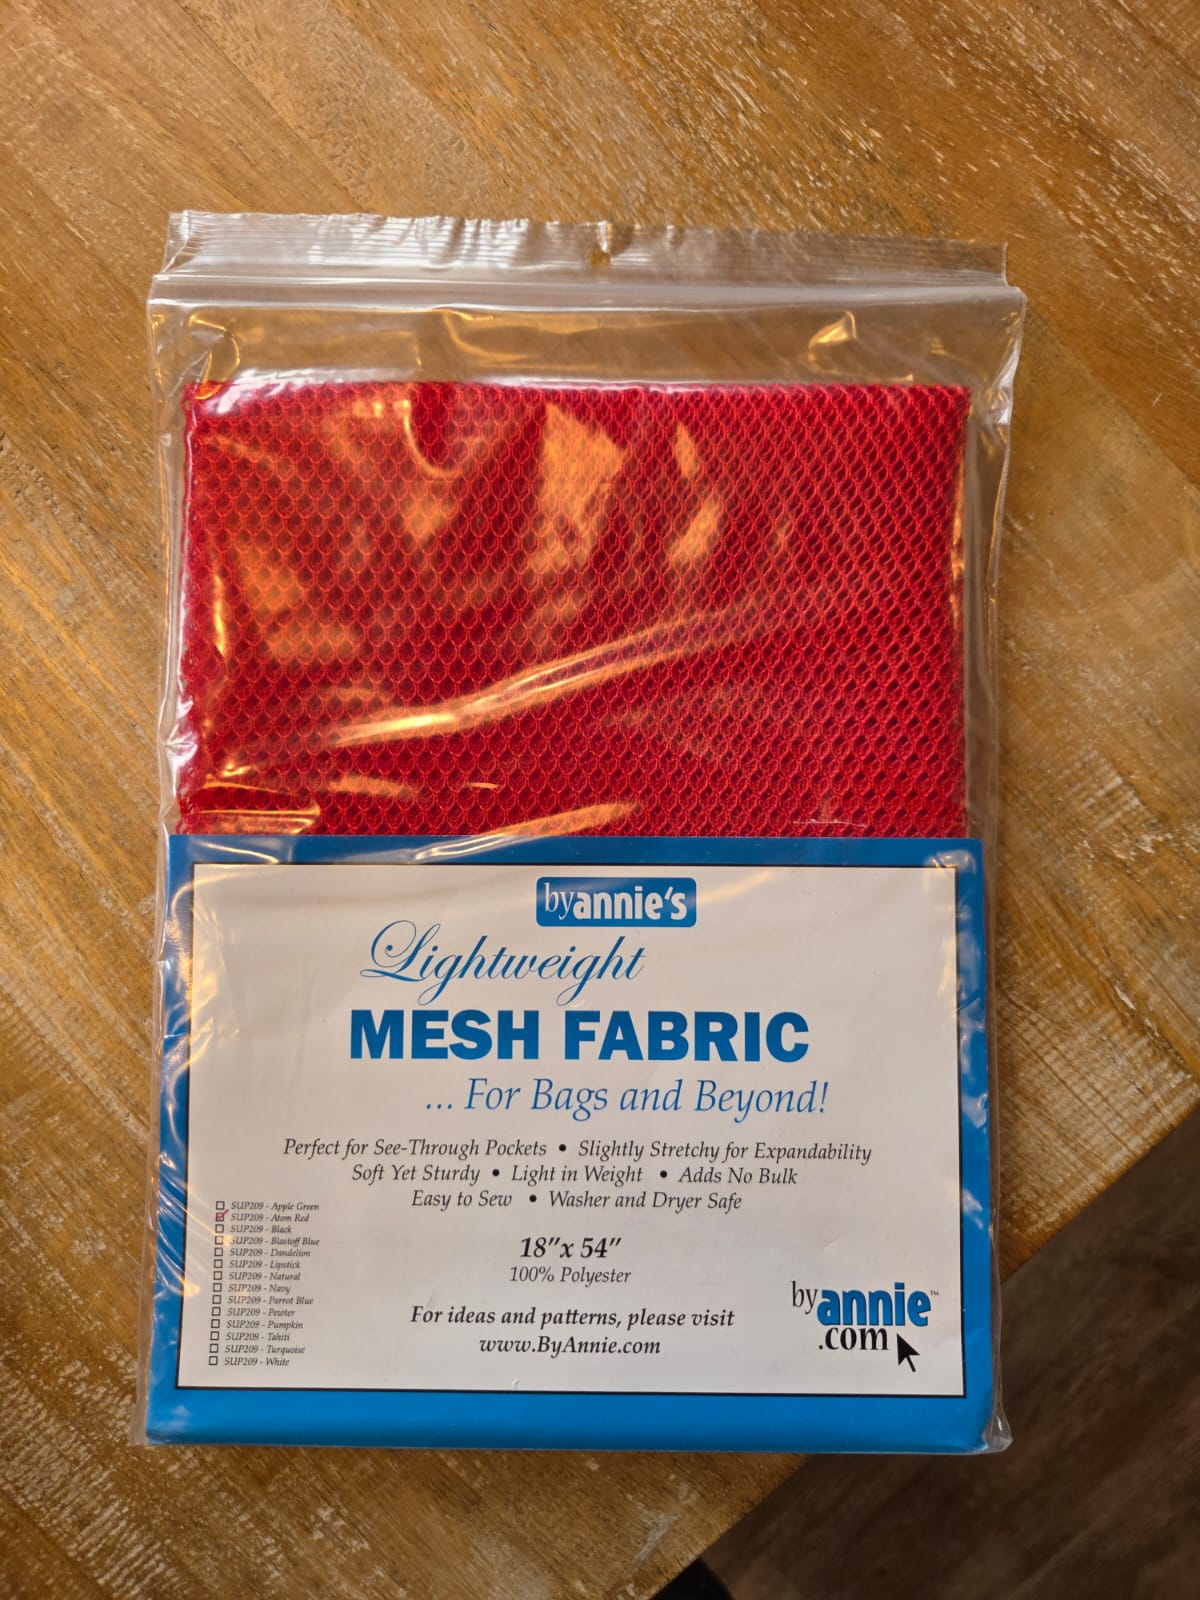 byannie's
Lightweight
MESH FABRIC
... For Bags and Beyond!
Perfect for See-Through Pockets • Slightly Stretchy for Expandability
Soft Yet Sturdy • Light in Weight • Adds No Bulk
Easy to Sew • Washer and Dryer Safe
SUP209 - Apple Green
SUP209 - Atom Red
SUP209 - Black
SUP209 - Blastoff Blue
SUP209 - Dandelion
SUP209 - Lipstick
SUP209 - Natural
SUP209 - Navy
SUP209 - Parrot Blue
SUP209 - Pewter
SUP209 - Pumpkin
SUP209 - Tahiti
SUP209 - Turquoise
SUP209 - White
18"x 54"
100% Polyester
For ideas and patterns, please visit
www.ByAnnie.com
byannie™
.com